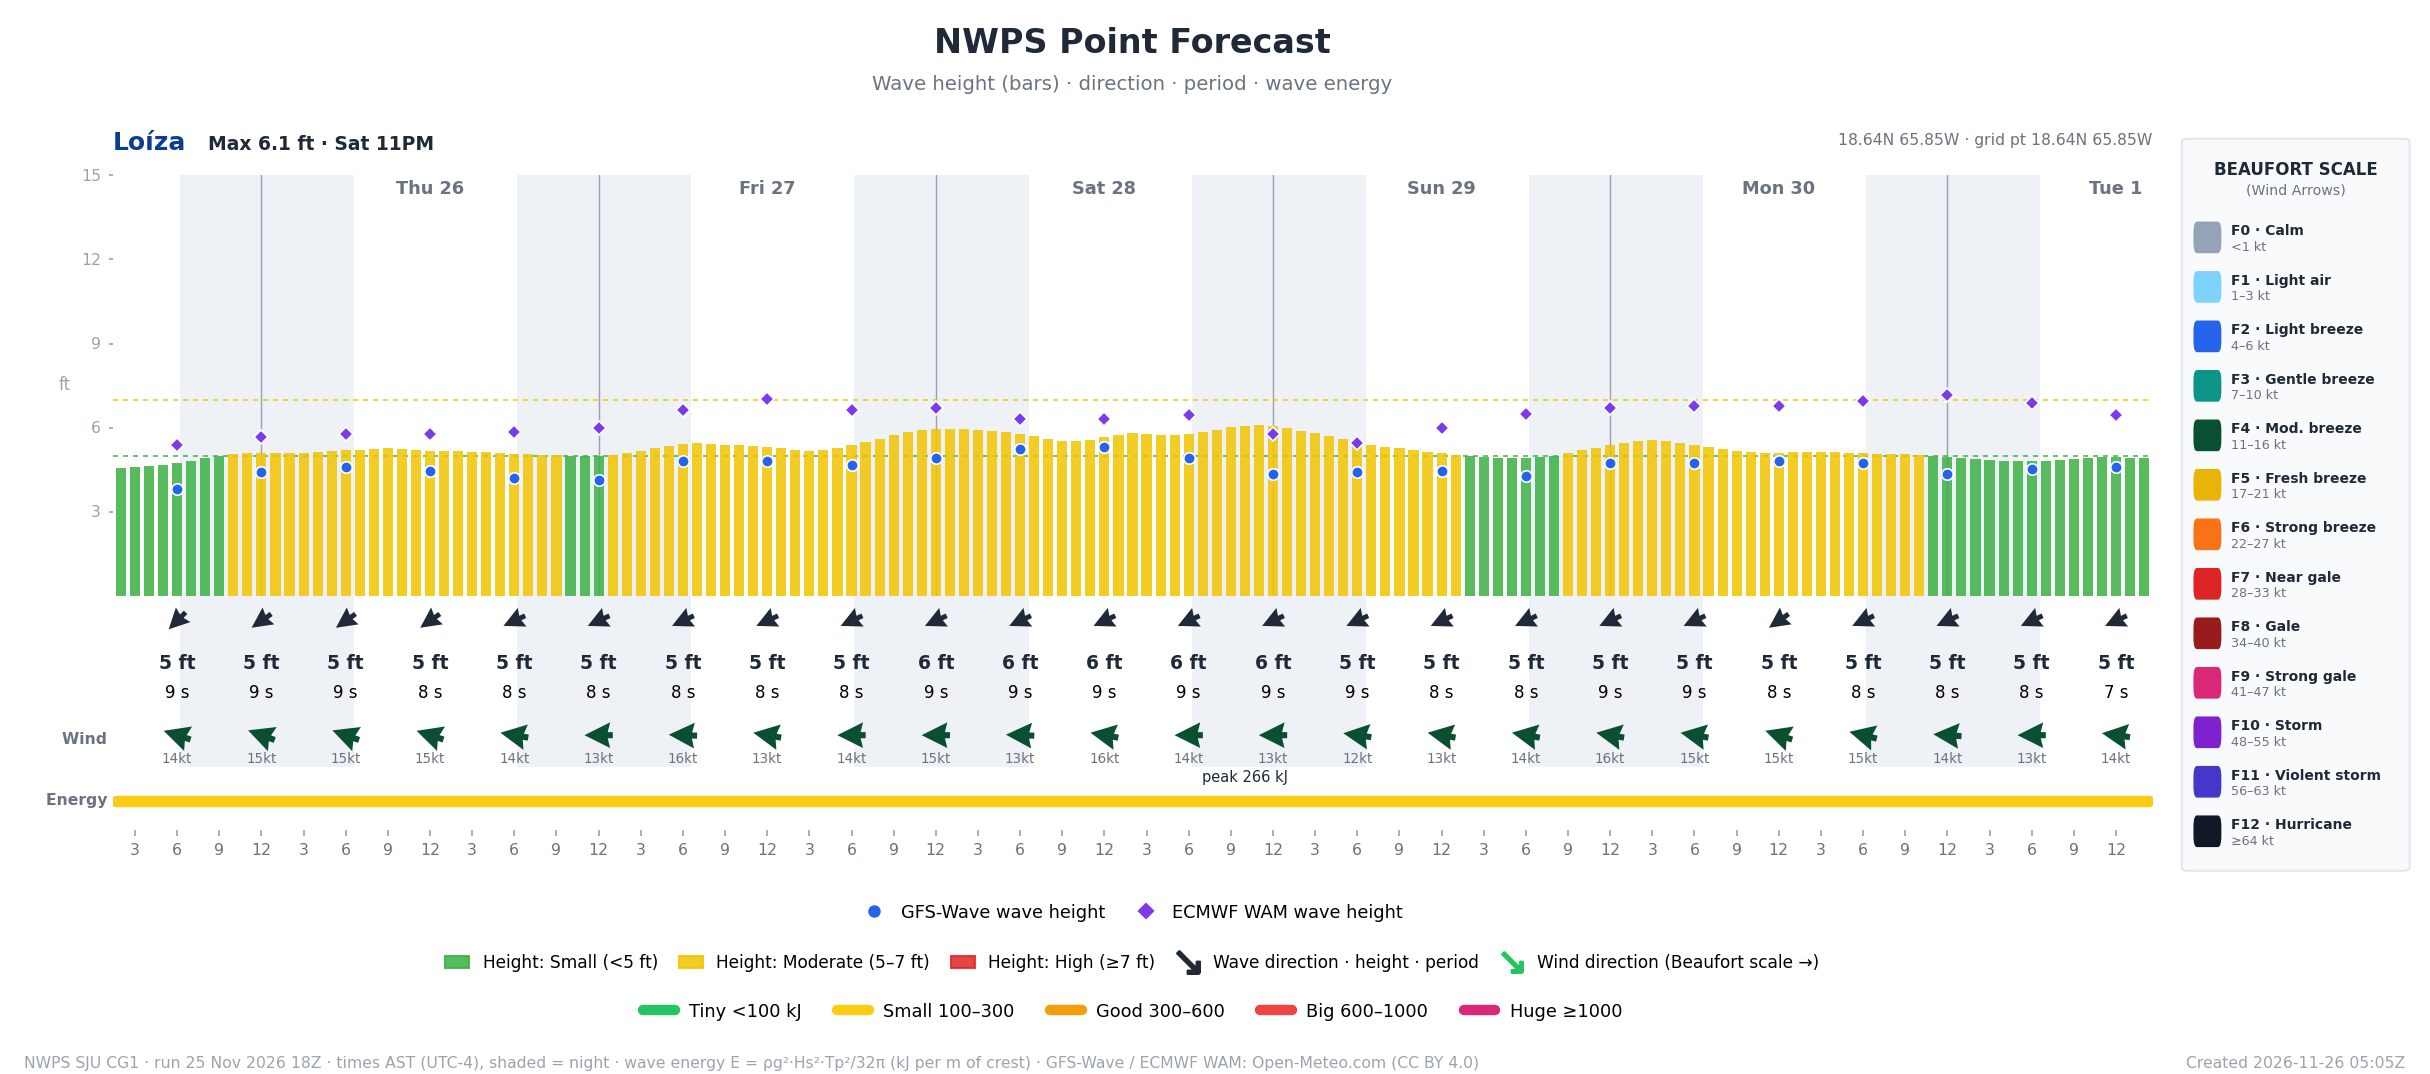 NWPS Point Forecast
Wave height (bars) · direction · period · wave energy
Loíza Max 6.1 ft · Sat 11PM
18.64N 65.85W · grid pt 18.64N 65.85W
15
12
9
ft
6
3
Thu 26 Fri 27 Sat 28 Sun 29 Mon 30 Tue 1
5 ft 5 ft 5 ft 5 ft 5 ft 5 ft 5 ft 5 ft 5 ft 6 ft 6 ft 6 ft 6 ft 6 ft 5 ft 5 ft 5 ft 5 ft 5 ft 5 ft 5 ft 5 ft 5 ft 5 ft
9 s 9 s 9 s 8 s 8 s 8 s 8 s 8 s 8 s 9 s 9 s 9 s 9 s 9 s 9 s 8 s 8 s 9 s 9 s 8 s 8 s 8 s 8 s 7 s
Wind
14kt 15kt 15kt 15kt 14kt 13kt 16kt 13kt 14kt 15kt 13kt 16kt 14kt 13kt 12kt 13kt 14kt 16kt 15kt 15kt 15kt 14kt 13kt 14kt
peak 266 kJ
Energy
3 6 9 12 3 6 9 12 3 6 9 12 3 6 9 12 3 6 9 12 3 6 9 12 3 6 9 12 3 6 9 12 3 6 9 12 3 6 9 12 3 6 9 12 3 6 9 12
BEAUFORT SCALE
(Wind Arrows)
F0 · Calm
<1 kt
F1 · Light air
1–3 kt
F2 · Light breeze
4–6 kt
F3 · Gentle breeze
7–10 kt
F4 · Mod. breeze
11–16 kt
F5 · Fresh breeze
17–21 kt
F6 · Strong breeze
22–27 kt
F7 · Near gale
28–33 kt
F8 · Gale
34–40 kt
F9 · Strong gale
41–47 kt
F10 · Storm
48–55 kt
F11 · Violent storm
56–63 kt
F12 · Hurricane
≥64 kt
GFS-Wave wave height ECMWF WAM wave height
Height: Small (<5 ft) Height: Moderate (5–7 ft) Height: High (≥7 ft) Wave direction · height · period Wind direction (Beaufort scale →)
Tiny <100 kJ Small 100–300 Good 300–600 Big 600–1000 Huge ≥1000
NWPS SJU CG1 · run 25 Nov 2026 18Z · times AST (UTC-4), shaded = night · wave energy E = ρg²·Hs²·Tp²/32π (kJ per m of crest) · GFS-Wave / ECMWF WAM: Open-Meteo.com (CC BY 4.0)
Created 2026-11-26 05:05Z